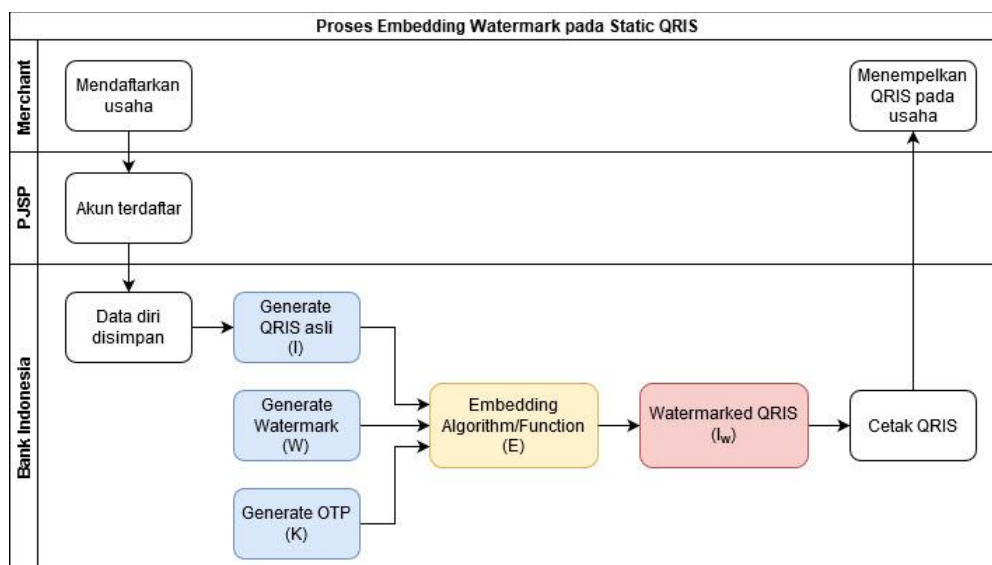 Proses Embedding Watermark pada Static QRIS
Merchant
Mendaftarkan
usaha
Menempelkan
QRIS pada
usaha
PJSP
Akun terdaftar
Bank Indonesia
Data diri
disimpan
Generate
QRIS asli
(I)
Generate
Watermark
(W)
Generate OTP
(K)
Embedding
Algorithm/Function
(E)
Watermarked QRIS
(Iw)
Cetak QRIS